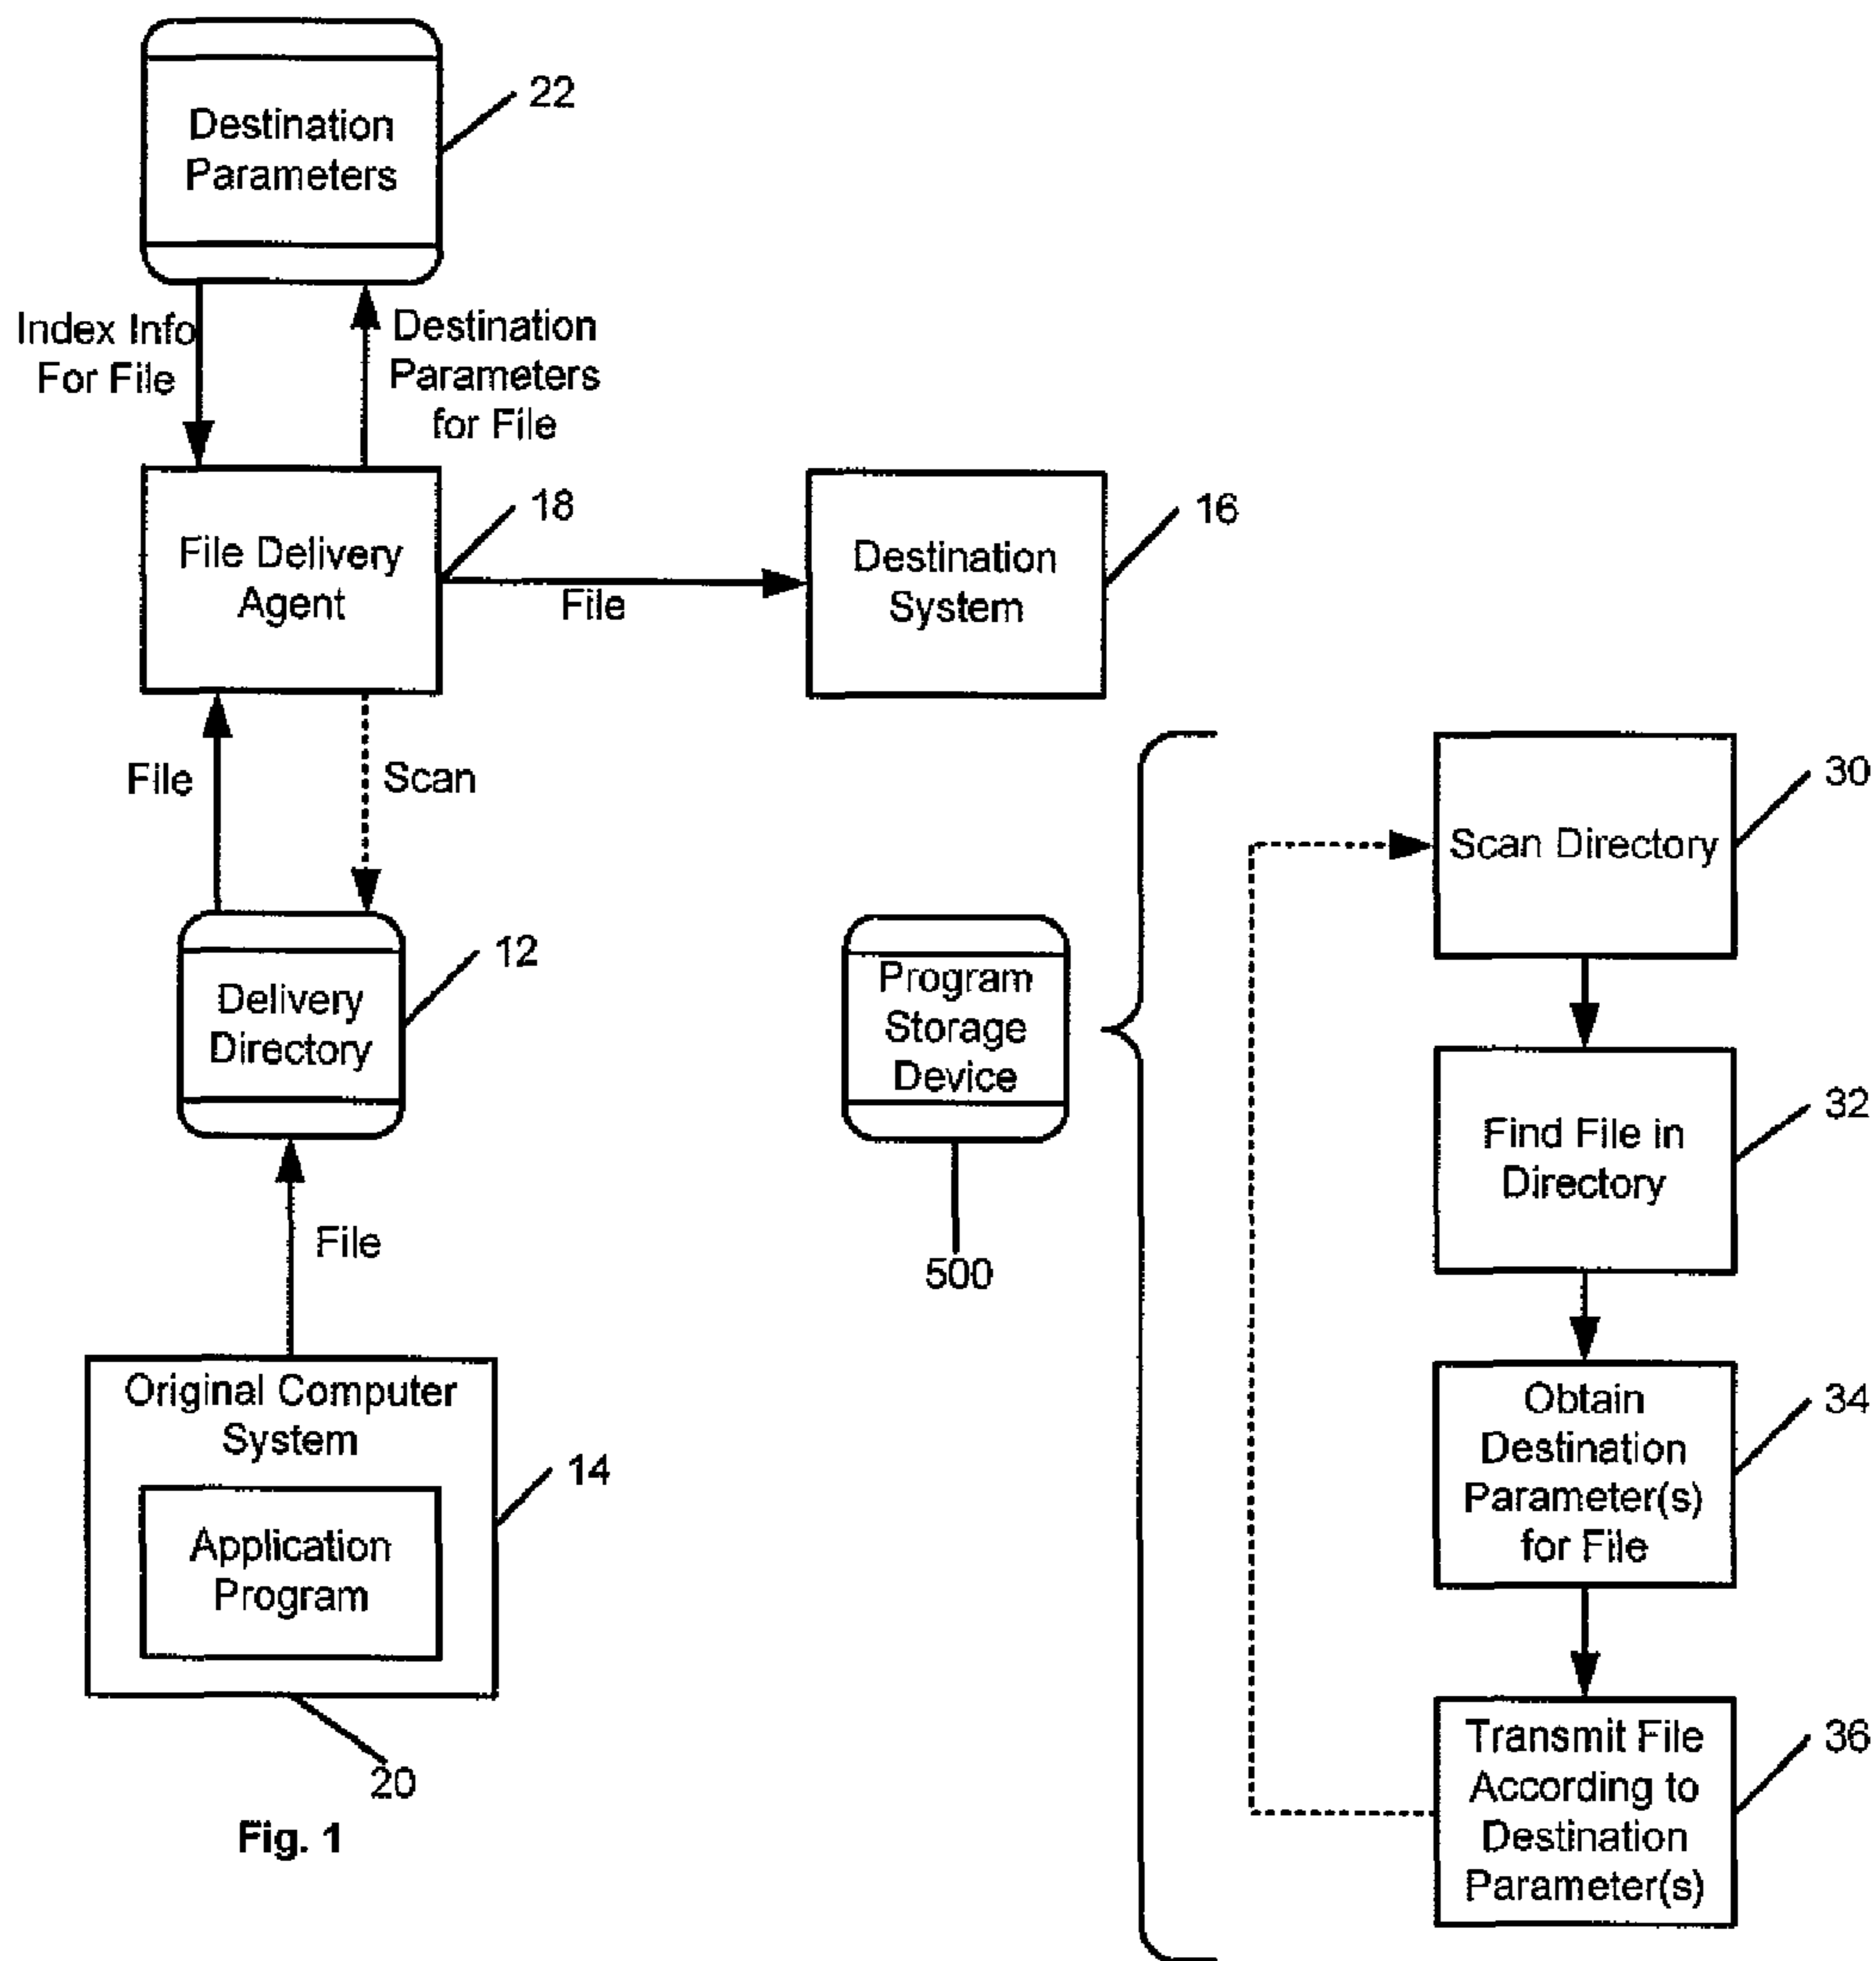 Destination
Parameters
22
Index Info
For File
Destination
Parameters
for File
File Delivery
Agent
18
File
Destination
System
16
File
Scan
Delivery
Directory
12
File
Original Computer
System
14
Application
Program
20
Fig. 1
Program
Storage
Device
500
Scan Directory
30
Find File in
Directory
32
Obtain
Destination
Parameter(s)
for File
34
Transmit File
According to
Destination
Parameter(s)
36